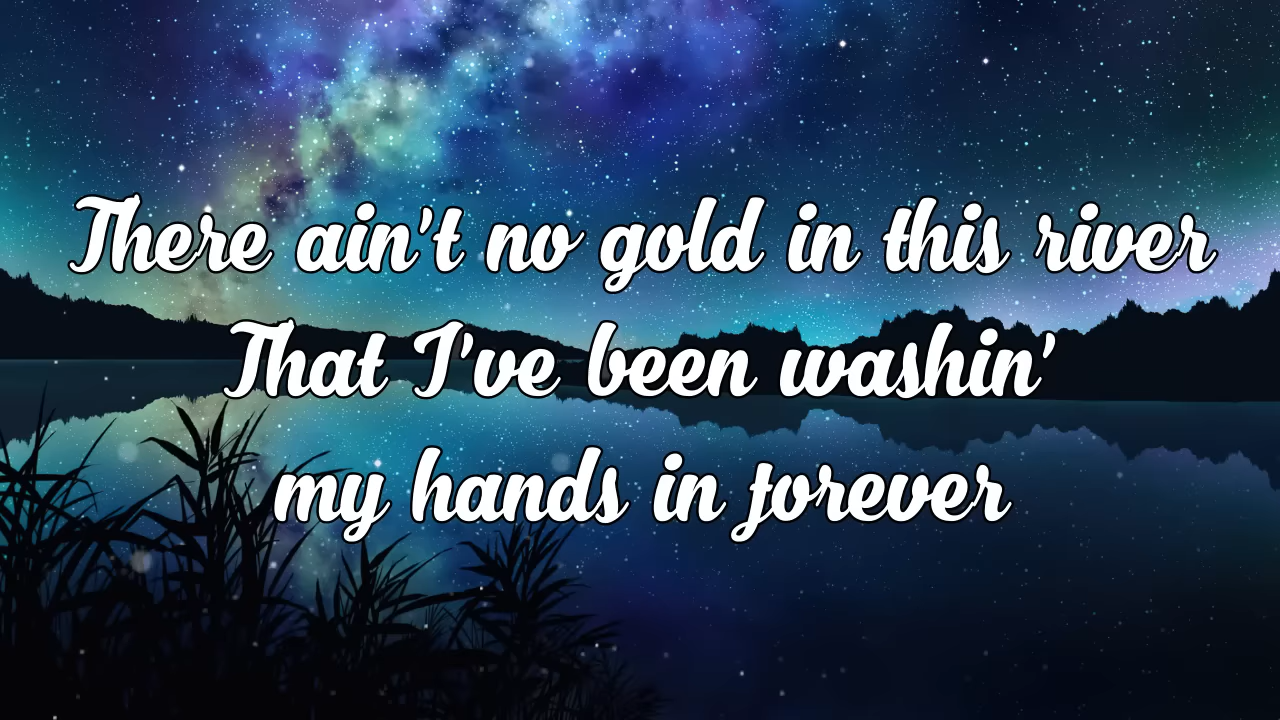 There ain't no gold in this river
That I've been washin'
my hands in forever